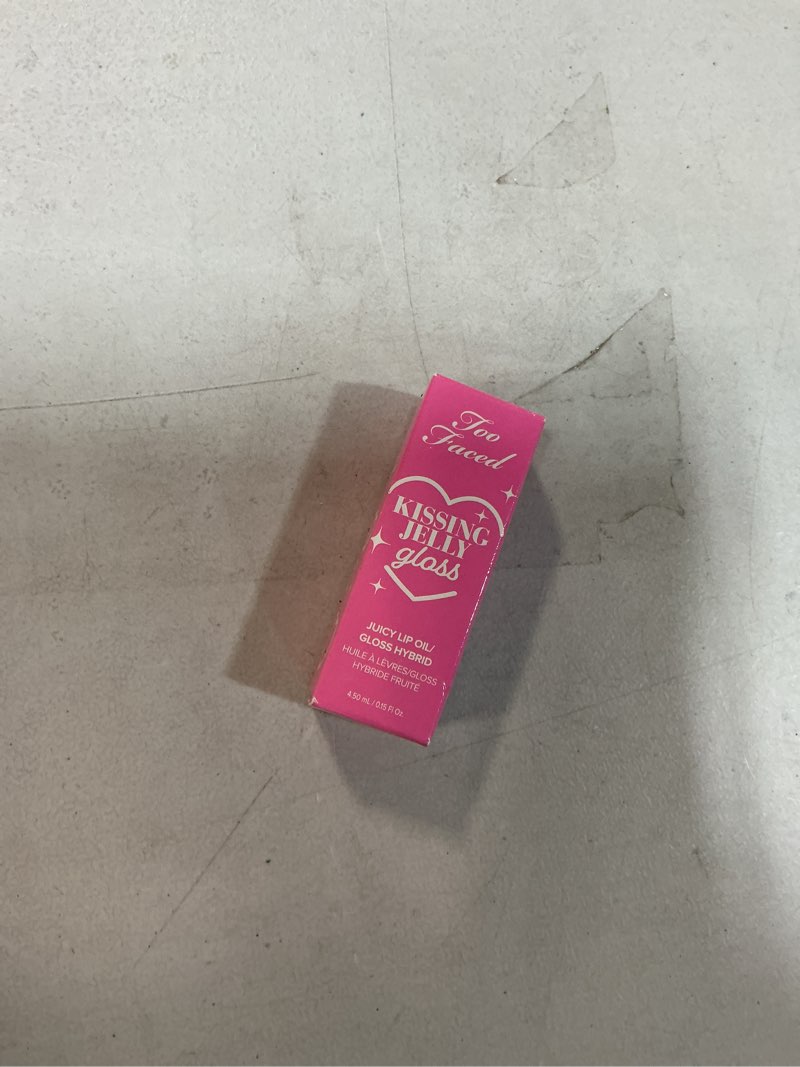 Too
Faced
KISSING
JELLY
gloss
JUICY LIP OIL/
GLOSS HYBRID
HUILE À LÈVRES/GLOSS
HYBRIDE FRUITÉ
4.50 mL / 0.15 Fl. Oz.